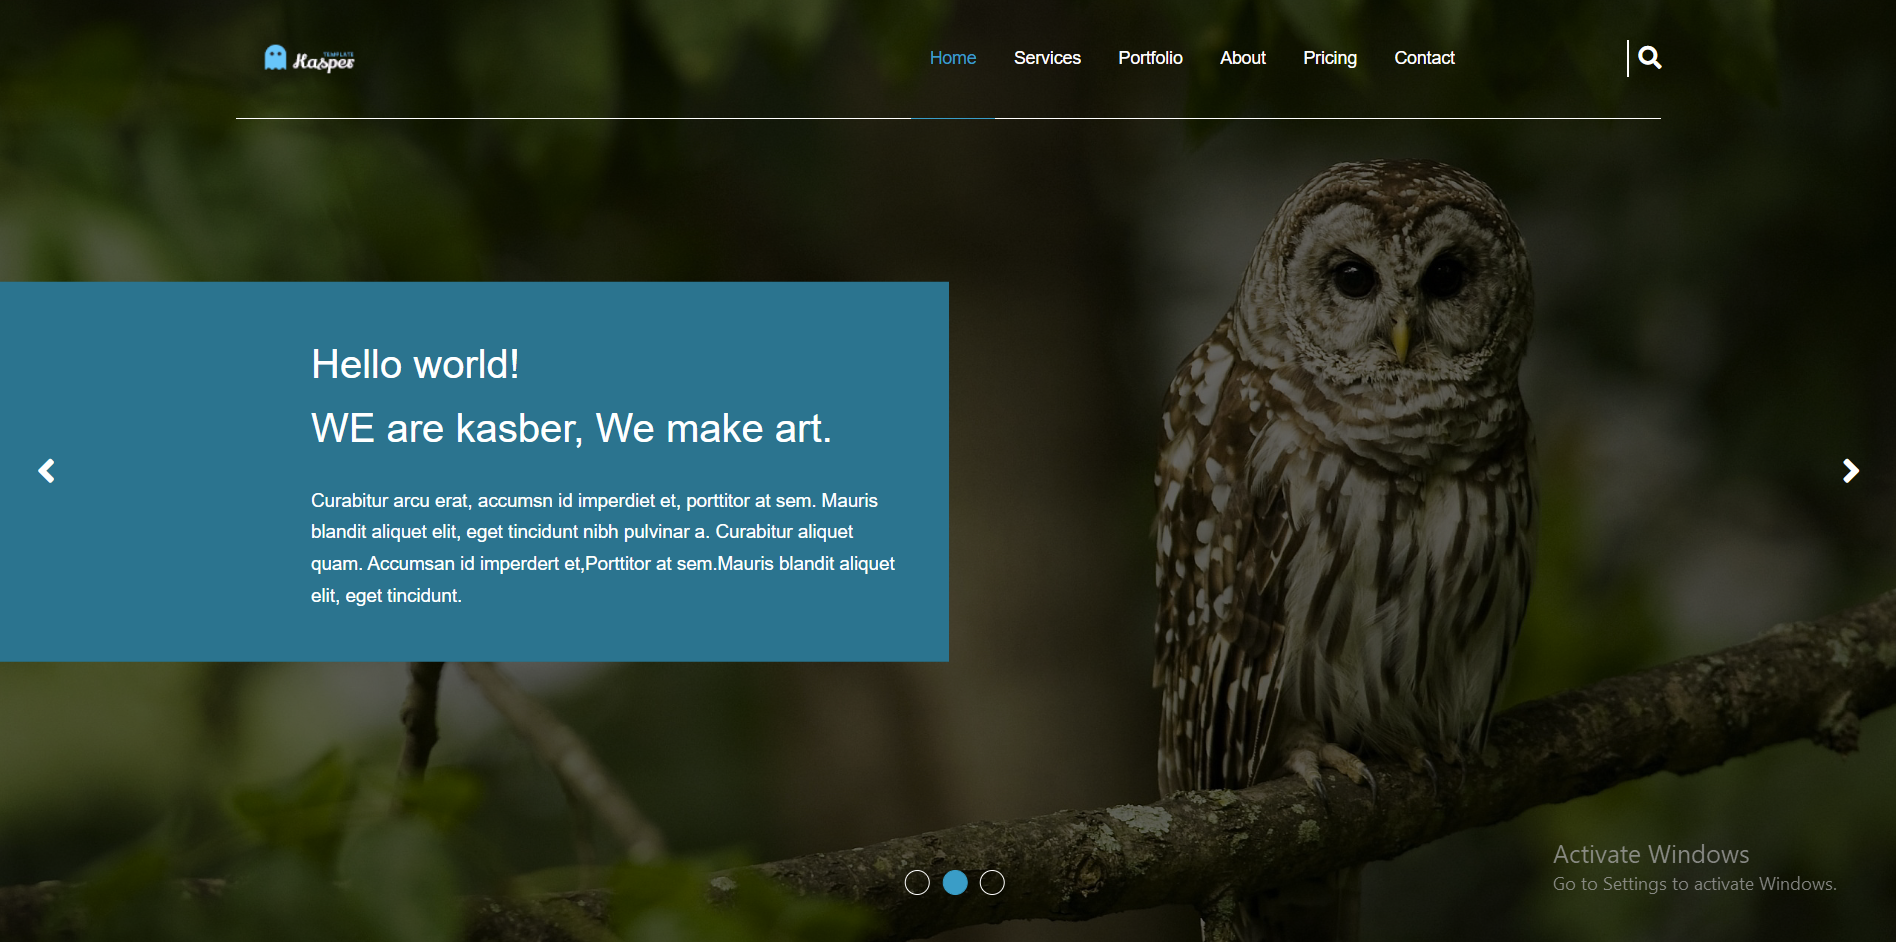 TEMPLATE
Kasper
Home Services Portfolio About Pricing Contact
Hello world!
WE are kasber, We make art.
Curabitur arcu erat, accumsn id imperdiet et, porttitor at sem. Mauris
blandit aliquet elit, eget tincidunt nibh pulvinar a. Curabitur aliquet
quam. Accumsan id imperdert et,Porttitor at sem.Mauris blandit aliquet
elit, eget tincidunt.
Activate Windows
Go to Settings to activate Windows.